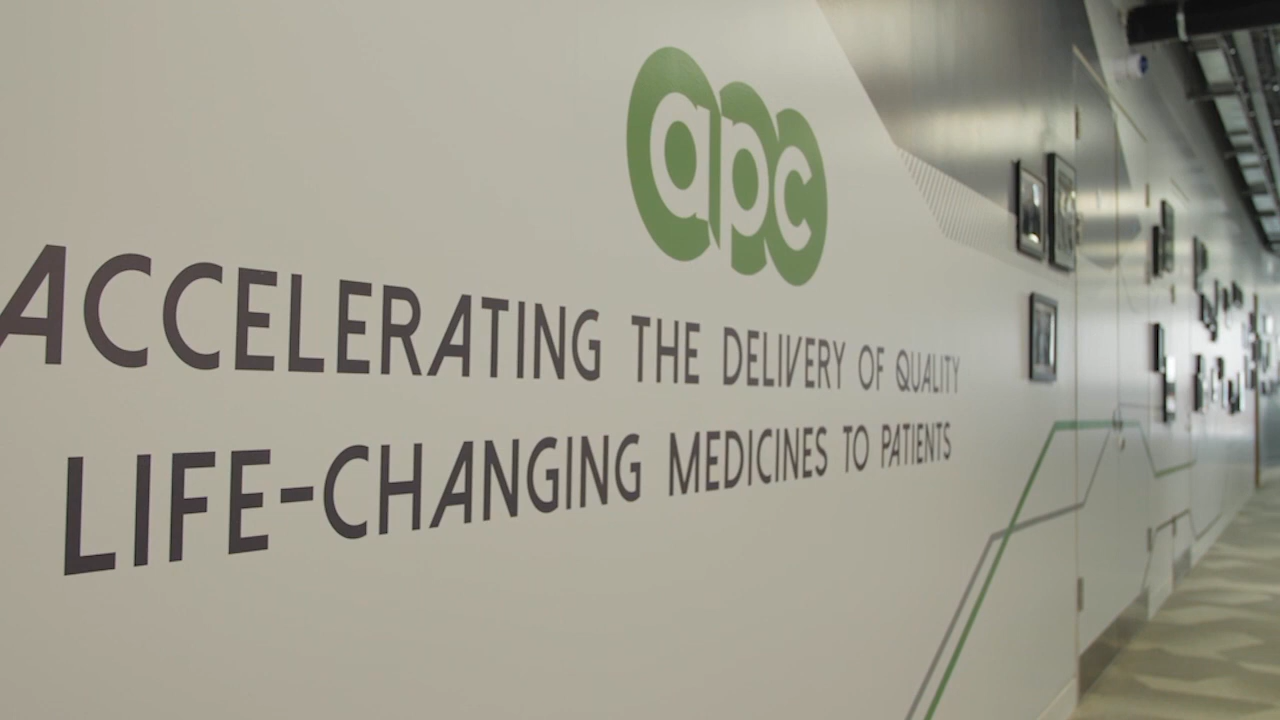 apc
ACCELERATING THE DELIVERY OF QUALITY
LIFE-CHANGING MEDICINES TO PATIENTS